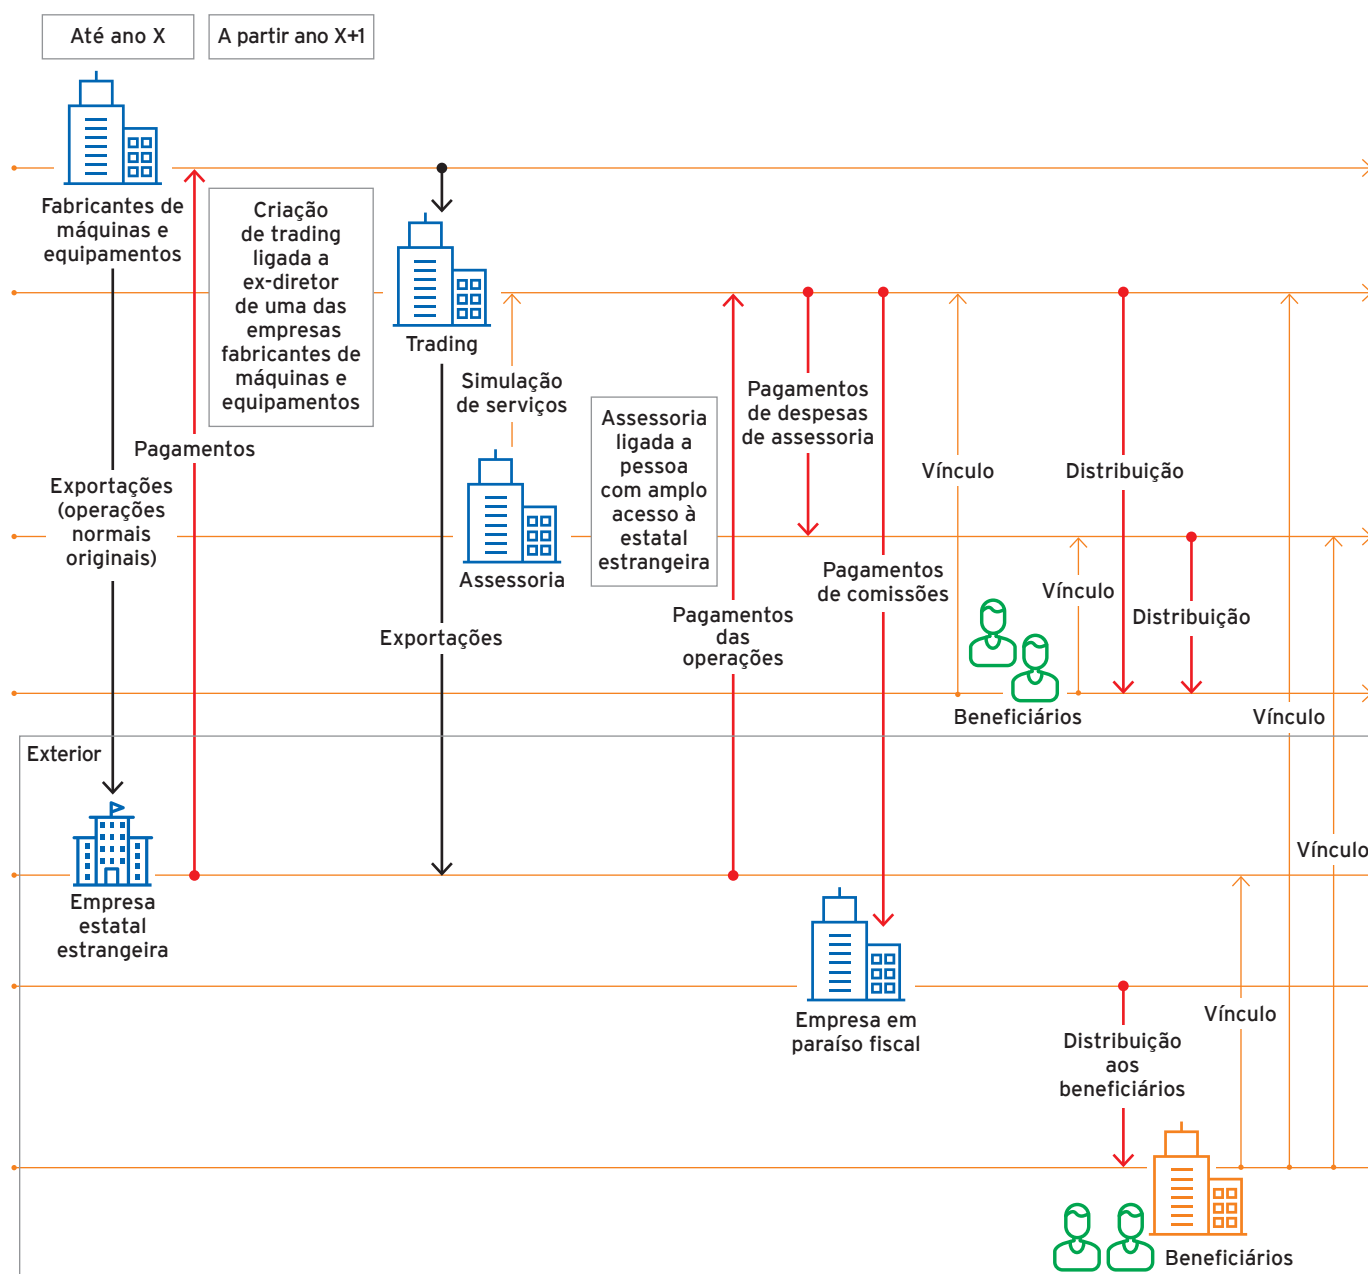 Até ano X
A partir ano X+1
Fabricantes de
máquinas e
equipamentos
Criação
de trading
ligada a
ex-diretor
de uma das
empresas
fabricantes de
máquinas e
equipamentos
Trading
Simulação
de serviços
Assessoria
ligada a
pessoa
com amplo
acesso à
estatal
estrangeira
Pagamentos
de despesas
de assessoria
Pagamentos
Exportações
(operações
normais
originais)
Vínculo
Distribuição
Assessoria
Pagamentos
de comissões
Vínculo
Distribuição
Exportações
Pagamentos
das
operações
Beneficiários
Vínculo
Exterior
Vínculo
Empresa
estatal
estrangeira
Empresa em
paraíso fiscal
Vínculo
Distribuição
aos
beneficiários
Beneficiários